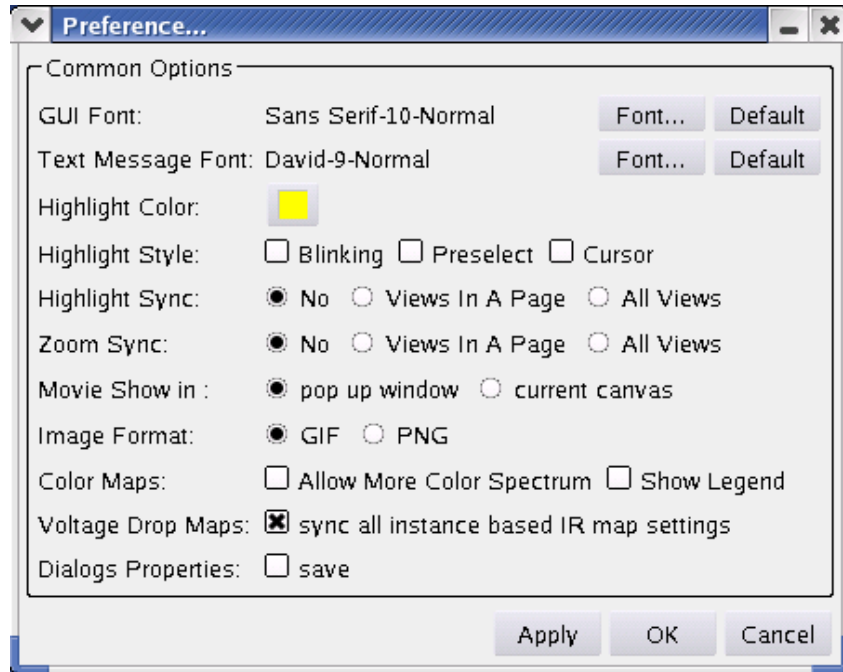 Preference...
Common Options
GUI Font: Sans Serif-10-Normal Font... Default
Text Message Font: David-9-Normal Font... Default
Highlight Color:
Highlight Style: Blinking Preselect Cursor
Highlight Sync: No Views In A Page All Views
Zoom Sync: No Views In A Page All Views
Movie Show in : pop up window current canvas
Image Format: GIF PNG
Color Maps: Allow More Color Spectrum Show Legend
Voltage Drop Maps: sync all instance based IR map settings
Dialogs Properties: save
Apply OK Cancel